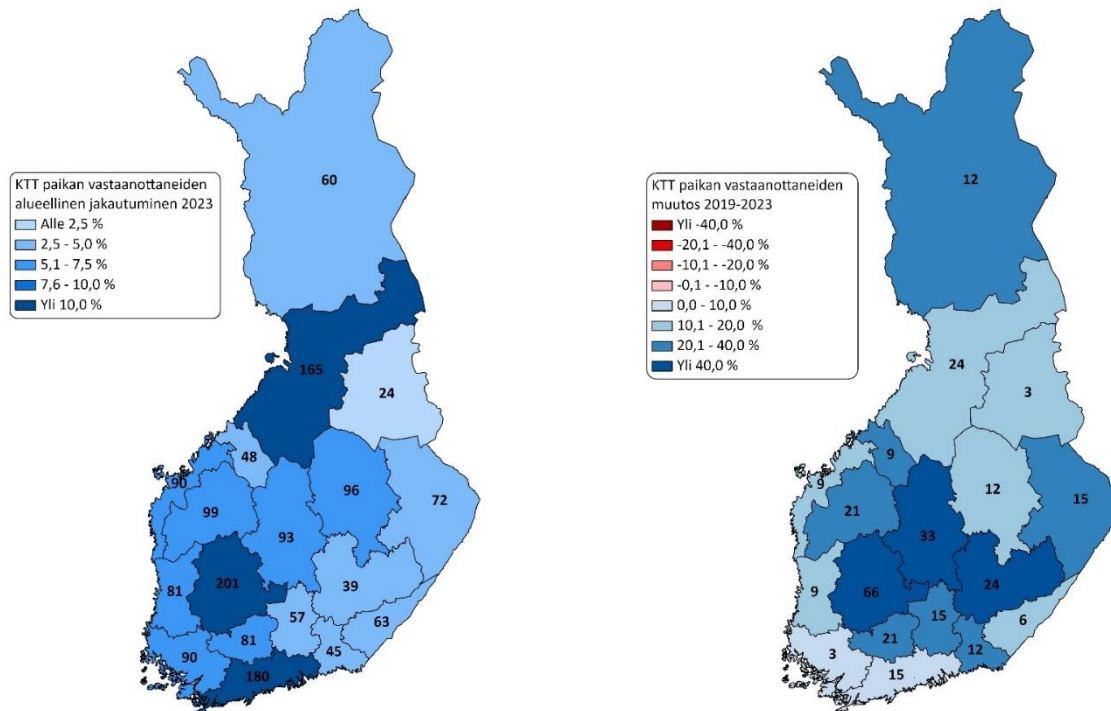 KTT paikan vastaanottaneiden
alueellinen jakautuminen 2023
Alle 2,5 %
2,5 - 5,0 %
5,1 - 7,5 %
7,6 - 10,0 %
Yli 10,0 %
60
165
24
48
90
99
96
72
93
201
81
39
57
63
81
90
45
180
KTT paikan vastaanottaneiden
muutos 2019-2023
Yli -40,0 %
-20,1 - -40,0 %
-10,1 - -20,0 %
-0,1 - -10,0 %
0,0 - 10,0 %
10,1 - 20,0 %
20,1 - 40,0 %
Yli 40,0 %
12
24
3
9
9
21
12
15
33
66
24
9
15
6
21
12
3
15